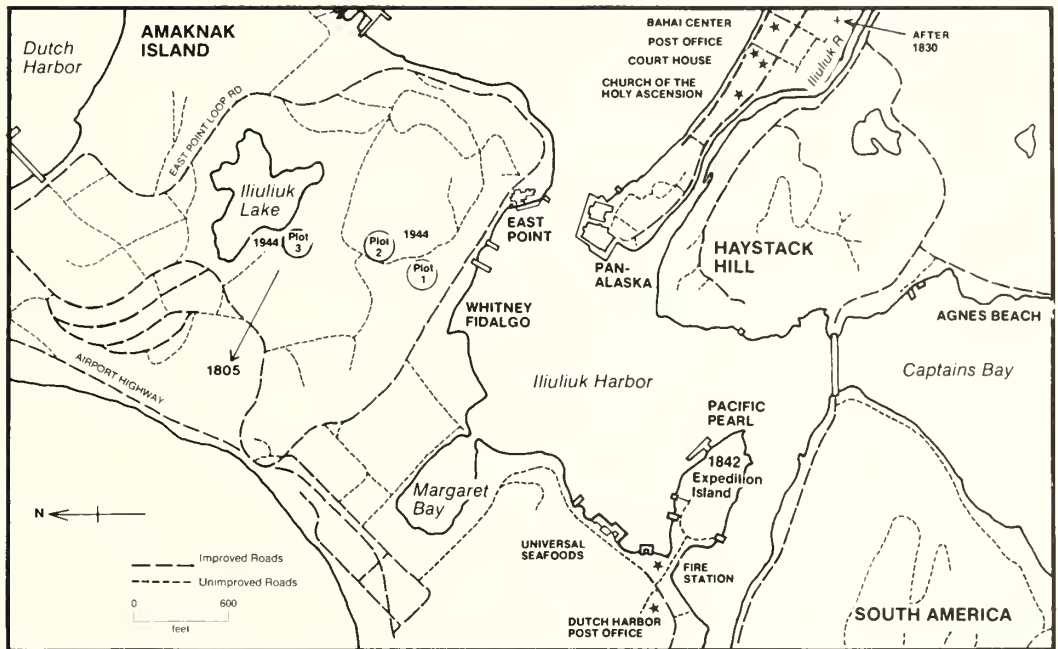 AMAKNAK
ISLAND
Dutch
Harbor
BAHAI CENTER
POST OFFICE
COURT HOUSE
CHURCH OF THE
HOLY ASCENSION
AFTER
1830
Iliuliuk R
EAST POINT LOOP RD
Iliuliuk
Lake
1944
Plot
3
Plot
2
1944
Plot
1
EAST
POINT
PAN-
ALASKA
HAYSTACK
HILL
WHITNEY
FIDALGO
AGNES BEACH
1805
AIRPORT HIGHWAY
Iliuliuk Harbor
Captains Bay
PACIFIC
PEARL
1842
Expedition
Island
Margaret
Bay
N
UNIVERSAL
SEAFOODS
FIRE
STATION
Improved Roads
Unimproved Roads
0 600
feet
DUTCH HARBOR
POST OFFICE
SOUTH AMERICA